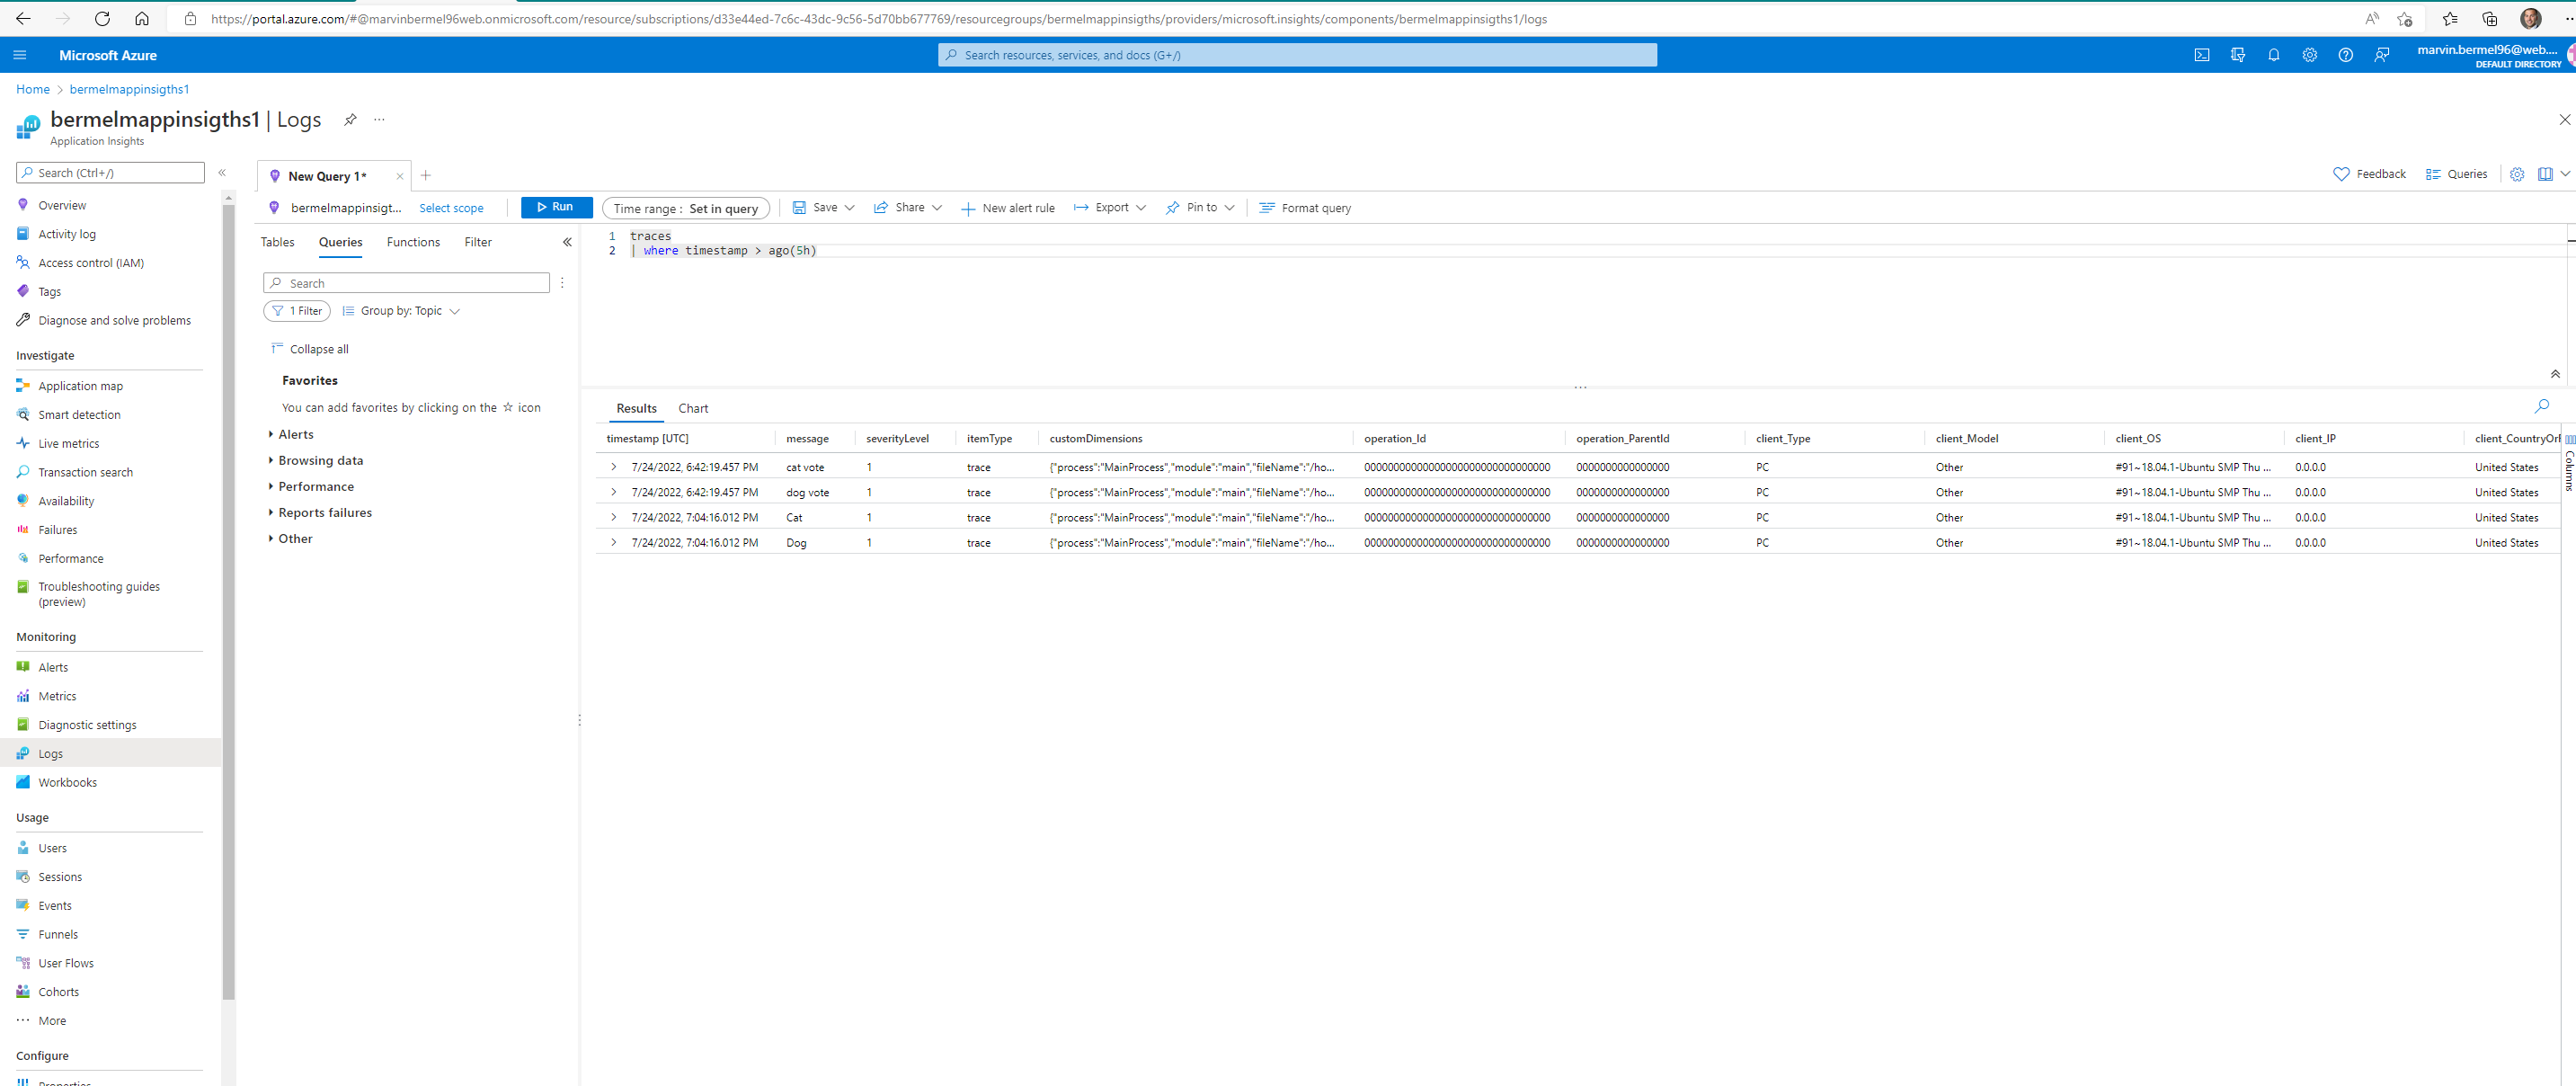 https://portal.azure.com/#@marvinbermel96web.onmicrosoft.com/resource/subscriptions/d33e44ed-7c6c-43dc-9c56-5d70bb677769/resourcegroups/bermelmappinsigths/providers/microsoft.insights/components/bermelmappinsigths1/logs
Microsoft Azure
Search resources, services, and docs (G+/)
marvin.bermel96@web....
DEFAULT DIRECTORY
Home > bermelmappinsigths1
bermelmappinsigths1 | Logs
Application Insights
Search (Ctrl+/)
Overview
Activity log
Access control (IAM)
Tags
Diagnose and solve problems
Investigate
Application map
Smart detection
Live metrics
Transaction search
Availability
Failures
Performance
Troubleshooting guides
(preview)
Monitoring
Alerts
Metrics
Diagnostic settings
Logs
Workbooks
Usage
Users
Sessions
Events
Funnels
User Flows
Cohorts
More
Configure
Properties
New Query 1*
Feedback
Queries
bermelmappinsigt...
Select scope
Run
Time range : Set in query
Save
Share
New alert rule
Export
Pin to
Format query
Tables Queries Functions Filter
Search
1 Filter
Group by: Topic
Collapse all
Favorites
You can add favorites by clicking on the ☆ icon
Alerts
Browsing data
Performance
Reports failures
Other
1 traces
2 | where timestamp > ago(5h)
Results Chart
timestamp [UTC] message severityLevel itemType customDimensions operation_Id operation_ParentId client_Type client_Model client_OS client_IP client_CountryOrR
7/24/2022, 6:42:19.457 PM cat vote 1 trace {"process":"MainProcess","module":"main","fileName":"/ho... 00000000000000000000000000000000 0000000000000000 PC Other #91~18.04.1-Ubuntu SMP Thu ... 0.0.0.0 United States
7/24/2022, 6:42:19.457 PM dog vote 1 trace {"process":"MainProcess","module":"main","fileName":"/ho... 00000000000000000000000000000000 0000000000000000 PC Other #91~18.04.1-Ubuntu SMP Thu ... 0.0.0.0 United States
7/24/2022, 7:04:16.012 PM Cat 1 trace {"process":"MainProcess","module":"main","fileName":"/ho... 00000000000000000000000000000000 0000000000000000 PC Other #91~18.04.1-Ubuntu SMP Thu ... 0.0.0.0 United States
7/24/2022, 7:04:16.012 PM Dog 1 trace {"process":"MainProcess","module":"main","fileName":"/ho... 00000000000000000000000000000000 0000000000000000 PC Other #91~18.04.1-Ubuntu SMP Thu ... 0.0.0.0 United States
Columns